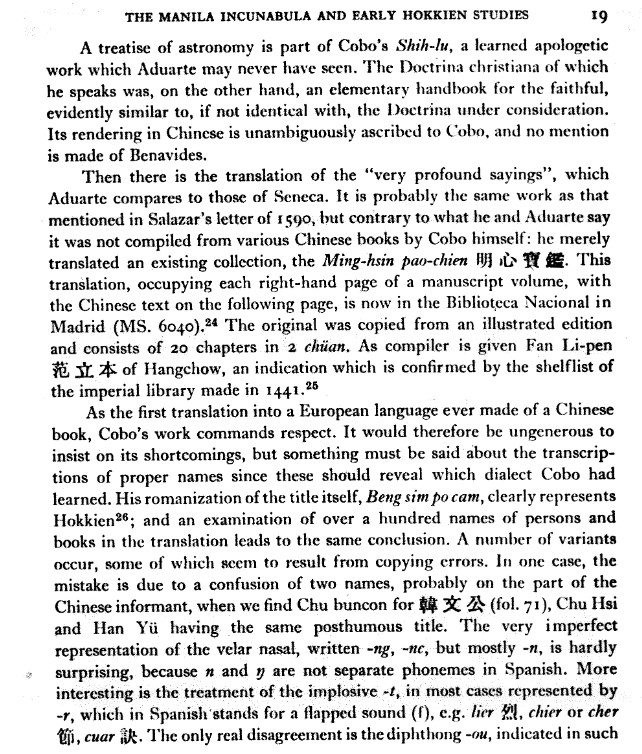 THE MANILA INCUNABULA AND EARLY HOKKIEN STUDIES 19
A treatise of astronomy is part of Cobo's Shih-lu, a learned apologetic
work which Aduarte may never have seen. The Doctrina christiana of which
he speaks was, on the other hand, an elementary handbook for the faithful,
evidently similar to, if not identical with, the Doctrina under consideration.
Its rendering in Chinese is unambiguously ascribed to Cobo, and no mention
is made of Benavides.
Then there is the translation of the “very profound sayings”, which
Aduarte compares to those of Seneca. It is probably the same work as that
mentioned in Salazar's letter of 1590, but contrary to what he and Aduarte say
it was not compiled from various Chinese books by Cobo himself: he merely
translated an existing collection, the Ming-hsin pao-chien 明心寶鑑. This
translation, occupying each right-hand page of a manuscript volume, with
the Chinese text on the following page, is now in the Biblioteca Nacional in
Madrid (MS. 6040).24 The original was copied from an illustrated edition
and consists of 20 chapters in 2 chüan. As compiler is given Fan Li-pen
范立本 of Hangchow, an indication which is confirmed by the shelflist of
the imperial library made in 1441.25
As the first translation into a European language ever made of a Chinese
book, Cobo's work commands respect. It would therefore be ungenerous to
insist on its shortcomings, but something must be said about the transcrip-
tions of proper names since these should reveal which dialect Cobo had
learned. His romanization of the title itself, Beng sim po cam, clearly represents
Hokkien26; and an examination of over a hundred names of persons and
books in the translation leads to the same conclusion. A number of variants
occur, some of which seem to result from copying errors. In one case, the
mistake is due to a confusion of two names, probably on the part of the
Chinese informant, when we find Chu buncon for 韓文公 (fol. 71), Chu Hsi
and Han Yü having the same posthumous title. The very imperfect
representation of the velar nasal, written -ng, -nc, but mostly -n, is hardly
surprising, because n and ŋ are not separate phonemes in Spanish. More
interesting is the treatment of the implosive -t, in most cases represented by
-r, which in Spanish stands for a flapped sound (ɾ), e.g. lier 烈, chier or cher
節, cuar 訣. The only real disagreement is the diphthong -ou, indicated in such